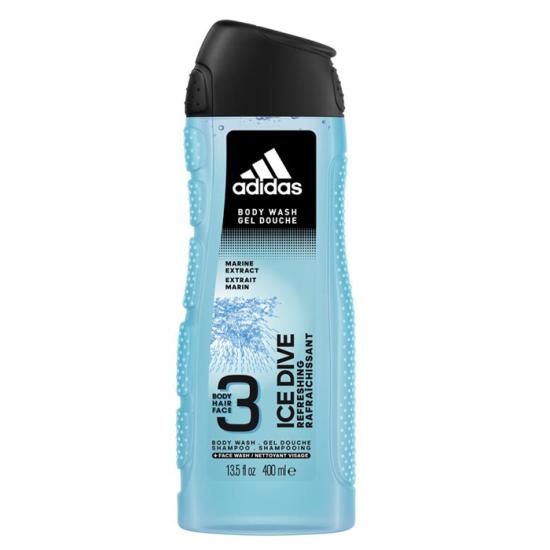 adidas
BODY WASH
GEL DOUCHE
MARINE
EXTRACT
EXTRAIT
MARIN
BODY
HAIR
FACE
3
ICE DIVE
REFRESHING
RAFRAÎCHISSANT
BODY WASH . GEL DOUCHE
SHAMPOO . SHAMPOOING
+ FACE WASH / NETTOYANT VISAGE
13.5 fl oz 400 ml e